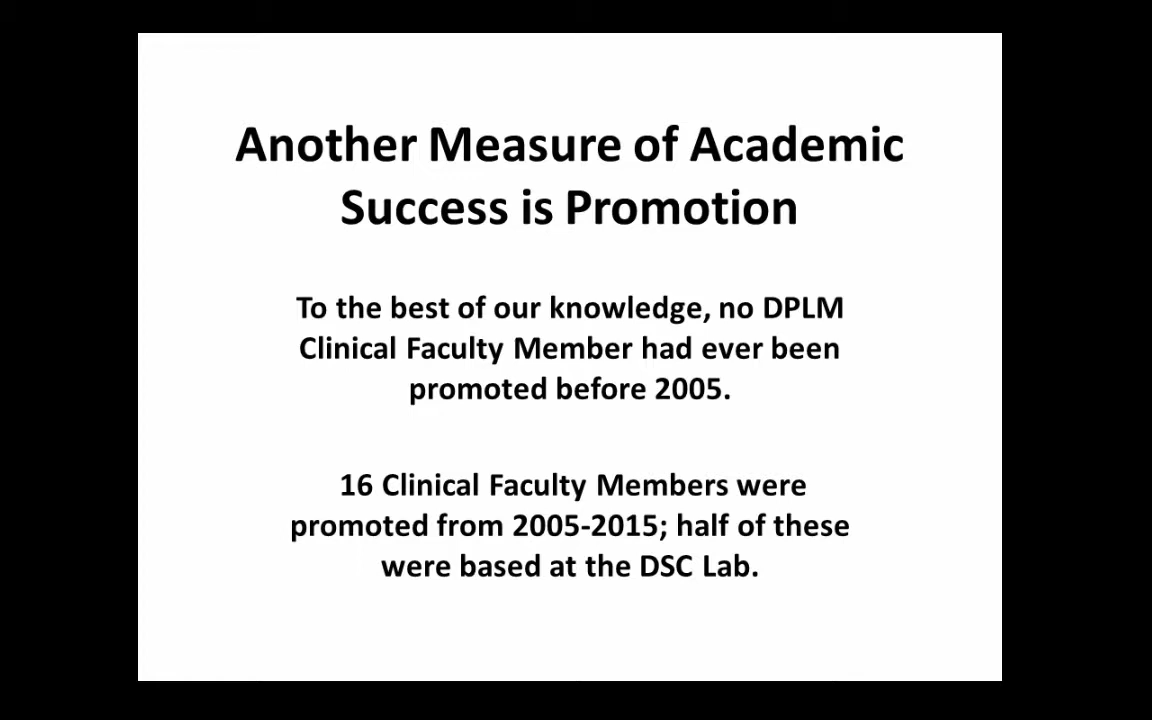 Another Measure of Academic
Success is Promotion
To the best of our knowledge, no DPLM
Clinical Faculty Member had ever been
promoted before 2005.
16 Clinical Faculty Members were
promoted from 2005-2015; half of these
were based at the DSC Lab.